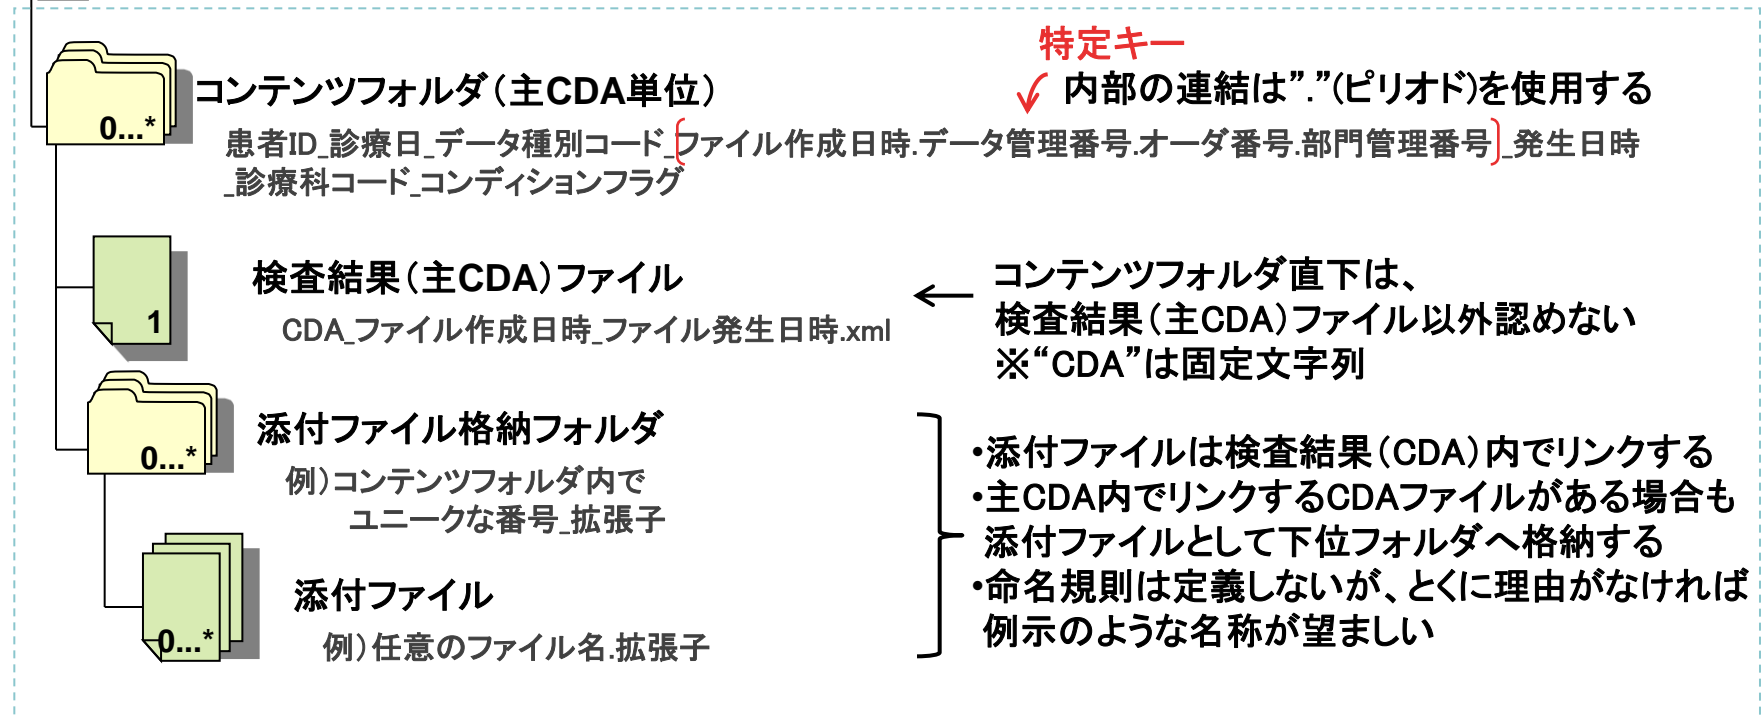 特定キー
コンテンツフォルダ（主CDA単位）
内部の連結は”.”(ピリオド)を使用する
0...*
患者ID_診療日_データ種別コード_ファイル作成日時.データ管理番号.オーダ番号.部門管理番号_発生日時
_診療科コード_コンディションフラグ
検査結果（主CDA）ファイル
1
CDA_ファイル作成日時_ファイル発生日時.xml
コンテンツフォルダ直下は、
検査結果（主CDA）ファイル以外認めない
※“CDA”は固定文字列
添付ファイル格納フォルダ
0...*
例）コンテンツフォルダ内で
ユニークな番号_拡張子
添付ファイル
0...*
例）任意のファイル名.拡張子
•添付ファイルは検査結果（CDA）内でリンクする
•主CDA内でリンクするCDAファイルがある場合も
添付ファイルとして下位フォルダへ格納する
•命名規則は定義しないが、とくに理由がなければ
例示のような名称が望ましい